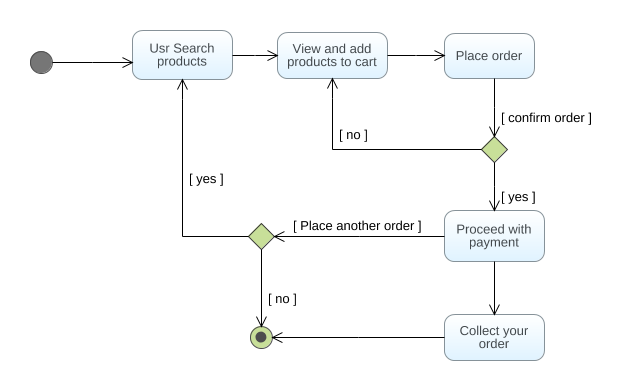 Usr Search
products
View and add
products to cart
Place order
[ confirm order ]
[ no ]
[ yes ]
[ yes ]
[ Place another order ]
Proceed with
payment
[ no ]
Collect your
order